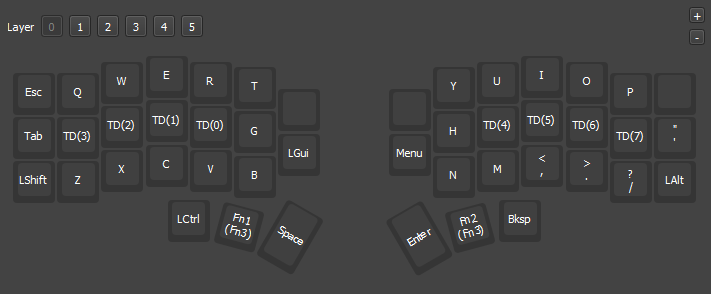 Layer 0 1 2 3 4 5 +
-
Esc Q W E R T Y U I O P
Tab TD(3) TD(2) TD(1) TD(0) G LGui Menu H TD(4) TD(5) TD(6) TD(7) "
'
LShift Z X C V B N M <
,
>
.
?
/
LAlt
LCtrl Fn1
(Fn3)
Space Enter Fn2
(Fn3)
Bksp